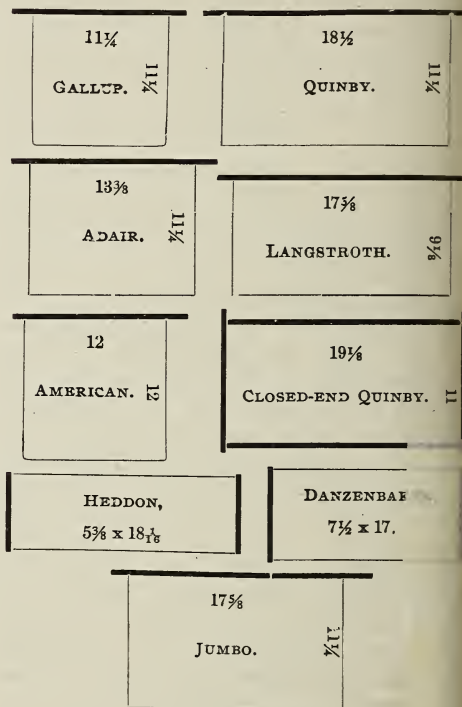 11¼
GALLUP.
11¼
18½
QUINBY.
11¼
13⅜
ADAIR.
11¼
17⅝
LANGSTROTH.
9⅛
12
AMERICAN.
12
19⅛
CLOSED-END QUINBY.
11
HEDDON,
5⅜ x 18 1/16
7½ x 17.
17⅝
JUMBO.
11¼